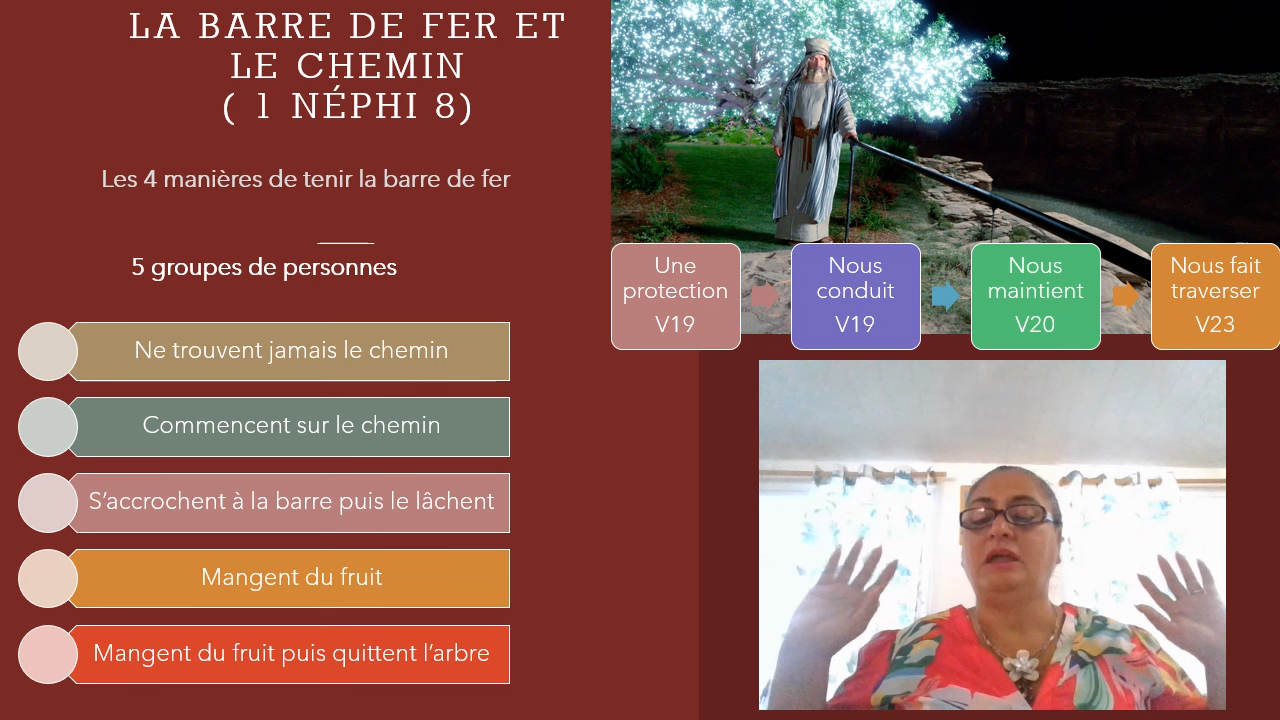 LA BARRE DE FER ET
LE CHEMIN
( 1 NÉPHI 8)
Les 4 manières de tenir la barre de fer
5 groupes de personnes
Ne trouvent jamais le chemin
Commencent sur le chemin
S’accrochent à la barre puis le lâchent
Mangent du fruit
Mangent du fruit puis quittent l’arbre
Une
protection
V19
Nous
conduit
V19
Nous
maintient
V20
Nous fait
traverser
V23